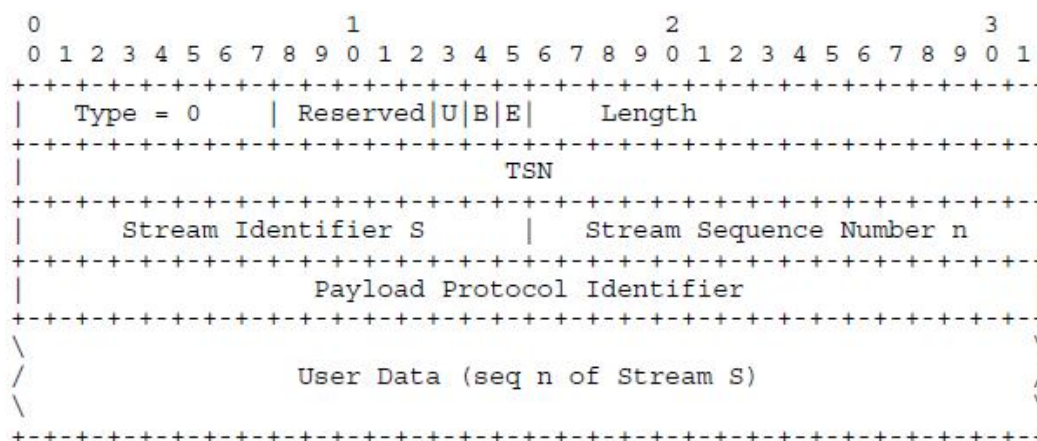 0                   1                   2                   3
 0 1 2 3 4 5 6 7 8 9 0 1 2 3 4 5 6 7 8 9 0 1 2 3 4 5 6 7 8 9 0 1
+-+-+-+-+-+-+-+-+-+-+-+-+-+-+-+-+-+-+-+-+-+-+-+-+-+-+-+-+-+-+-+-
|   Type = 0    | Reserved|U|B|E|    Length
+-+-+-+-+-+-+-+-+-+-+-+-+-+-+-+-+-+-+-+-+-+-+-+-+-+-+-+-+-+-+-+-
|                              TSN
+-+-+-+-+-+-+-+-+-+-+-+-+-+-+-+-+-+-+-+-+-+-+-+-+-+-+-+-+-+-+-+-
|      Stream Identifier S      |   Stream Sequence Number n
+-+-+-+-+-+-+-+-+-+-+-+-+-+-+-+-+-+-+-+-+-+-+-+-+-+-+-+-+-+-+-+-
|                  Payload Protocol Identifier
+-+-+-+-+-+-+-+-+-+-+-+-+-+-+-+-+-+-+-+-+-+-+-+-+-+-+-+-+-+-+-+-
\                                                               \
/                 User Data (seq n of Stream S)                 /
\                                                               \
+-+-+-+-+-+-+-+-+-+-+-+-+-+-+-+-+-+-+-+-+-+-+-+-+-+-+-+-+-+-+-+-